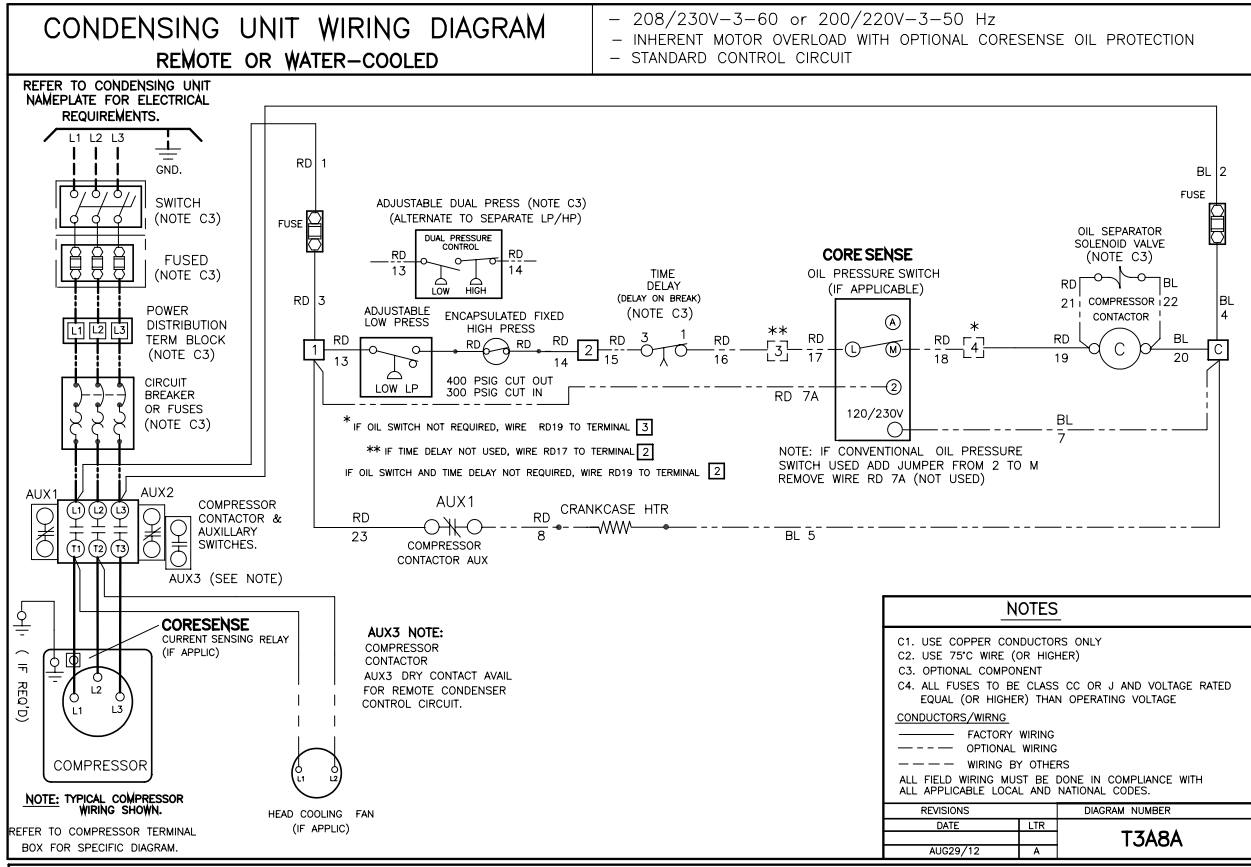 CONDENSING UNIT WIRING DIAGRAM
REMOTE OR WATER-COOLED
- 208/230V-3-60 or 200/220V-3-50 Hz
- INHERENT MOTOR OVERLOAD WITH OPTIONAL CORESENSE OIL PROTECTION
- STANDARD CONTROL CIRCUIT
REFER TO CONDENSING UNIT
NAMEPLATE FOR ELECTRICAL
REQUIREMENTS.
L1 L2 L3
GND.
SWITCH
(NOTE C3)
FUSED
(NOTE C3)
POWER
DISTRIBUTION
TERM BLOCK
(NOTE C3)
L1 L2 L3
CIRCUIT
BREAKER
OR FUSES
(NOTE C3)
AUX1
AUX2
L1 L2 L3
T1 T2 T3
COMPRESSOR
CONTACTOR &
AUXILLARY
SWITCHES.
AUX3 (SEE NOTE)
CORESENSE
CURRENT SENSING RELAY
(IF APPLIC)
( IF REQ'D)
L2
L1 L3
COMPRESSOR
NOTE: TYPICAL COMPRESSOR
WIRING SHOWN.
REFER TO COMPRESSOR TERMINAL
BOX FOR SPECIFIC DIAGRAM.
L1 L2
HEAD COOLING FAN
(IF APPLIC)
AUX3 NOTE:
COMPRESSOR
CONTACTOR
AUX3 DRY CONTACT AVAIL
FOR REMOTE CONDENSER
CONTROL CIRCUIT.
RD 1
FUSE
RD 3
1
ADJUSTABLE DUAL PRESS (NOTE C3)
(ALTERNATE TO SEPARATE LP/HP)
DUAL PRESSURE
CONTROL
RD
13
RD
14
LOW HIGH
ADJUSTABLE
LOW PRESS
RD
13
LOW LP
ENCAPSULATED FIXED
HIGH PRESS
RD RD
RD
14
400 PSIG CUT OUT
300 PSIG CUT IN
2
RD
15
TIME
DELAY
(DELAY ON BREAK)
(NOTE C3)
3 1
RD
16
**
3
RD
17
CORE SENSE
OIL PRESSURE SWITCH
(IF APPLICABLE)
A
L
M
2
120/230V
RD 7A
RD
18
*
4
RD
19
OIL SEPARATOR
SOLENOID VALVE
(NOTE C3)
RD
21
BL
22
COMPRESSOR
CONTACTOR
C
BL
20
C
BL 2
FUSE
BL
4
BL
7
* IF OIL SWITCH NOT REQUIRED, WIRE RD19 TO TERMINAL 3
** IF TIME DELAY NOT USED, WIRE RD17 TO TERMINAL 2
IF OIL SWITCH AND TIME DELAY NOT REQUIRED, WIRE RD19 TO TERMINAL 2
NOTE: IF CONVENTIONAL OIL PRESSURE
SWITCH USED ADD JUMPER FROM 2 TO M
REMOVE WIRE RD 7A (NOT USED)
RD
23
AUX1
COMPRESSOR
CONTACTOR AUX
RD
8
CRANKCASE HTR
BL 5
NOTES
C1. USE COPPER CONDUCTORS ONLY
C2. USE 75°C WIRE (OR HIGHER)
C3. OPTIONAL COMPONENT
C4. ALL FUSES TO BE CLASS CC OR J AND VOLTAGE RATED
EQUAL (OR HIGHER) THAN OPERATING VOLTAGE
CONDUCTORS/WIRNG
FACTORY WIRING
OPTIONAL WIRING
WIRING BY OTHERS
ALL FIELD WIRING MUST BE DONE IN COMPLIANCE WITH
ALL APPLICABLE LOCAL AND NATIONAL CODES.
REVISIONS
DIAGRAM NUMBER
DATE LTR
T3A8A
AUG29/12 A